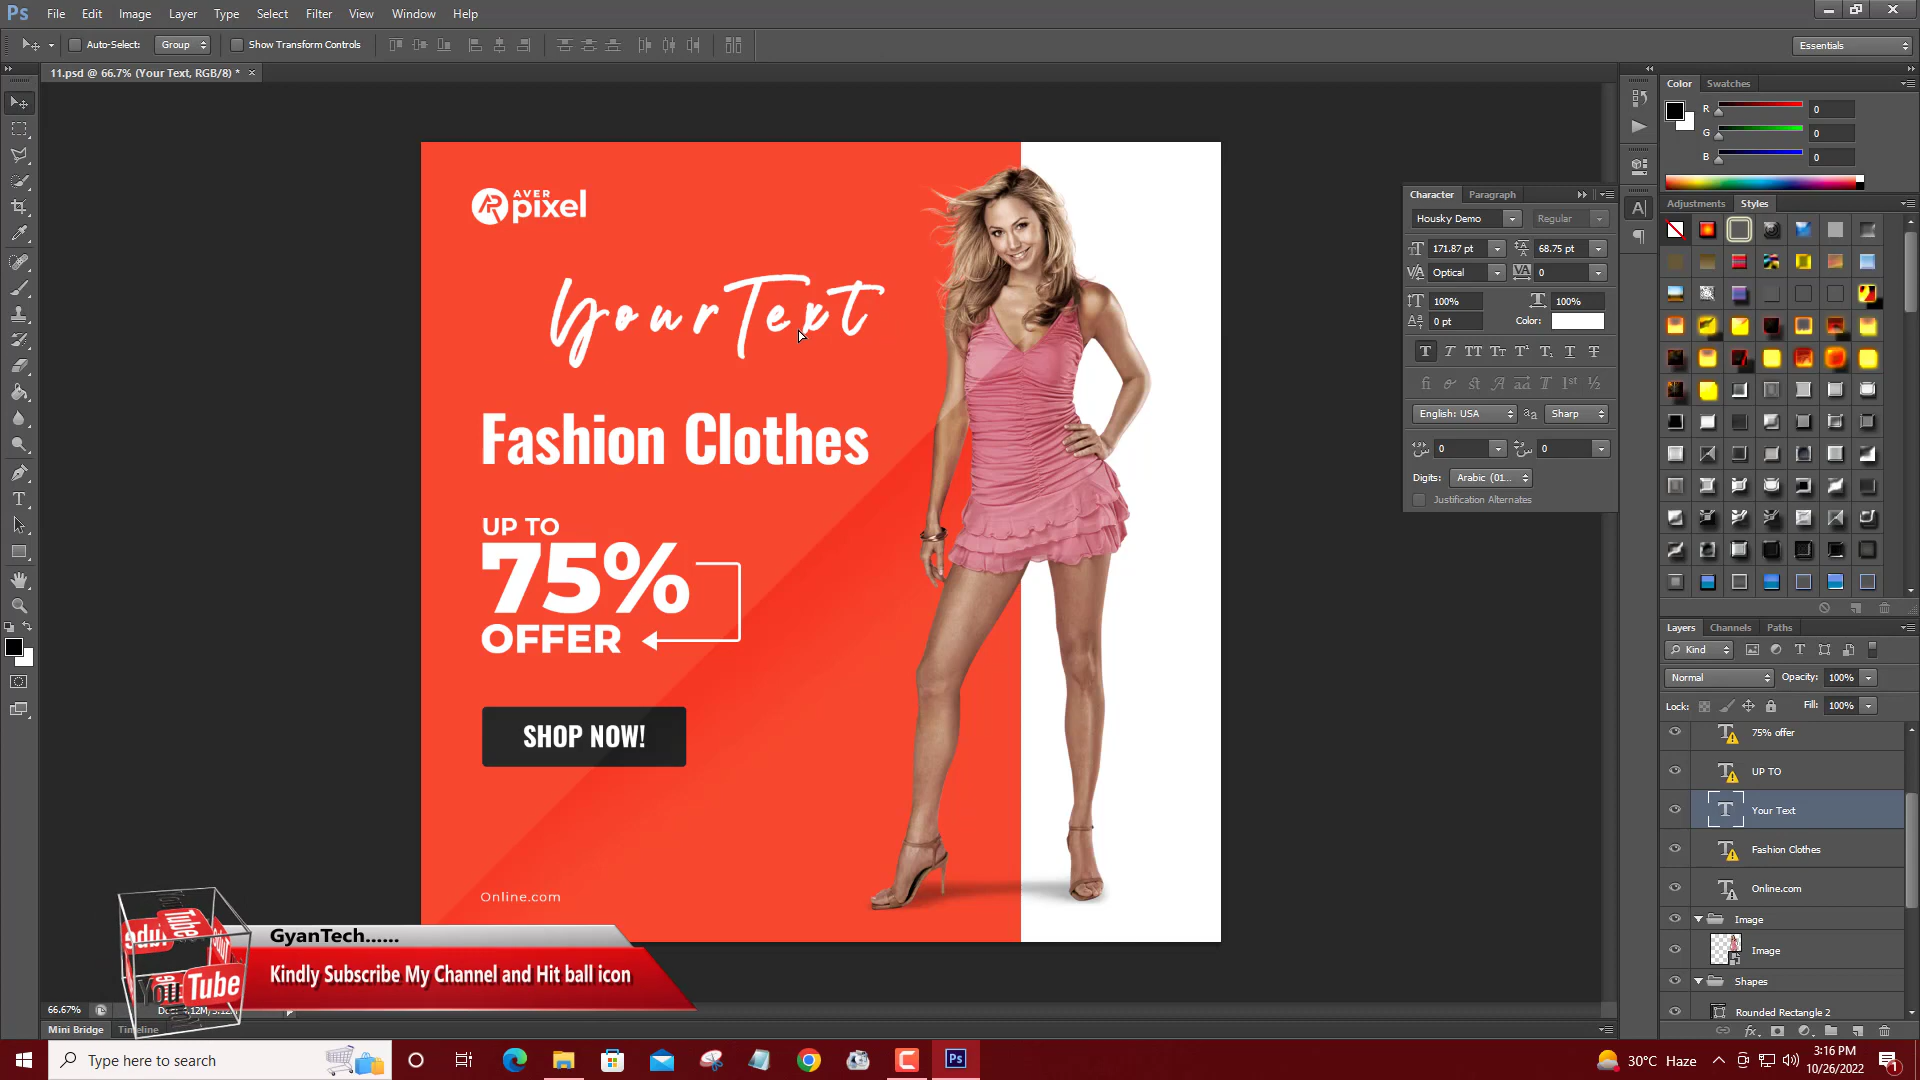 Ps File Edit Image Layer Type Select Filter View Window Help
Auto-Select: Group Show Transform Controls Essentials
11.psd @ 66.7% (Your Text, RGB/8) *
Color Swatches
R 0
G 0
B 0
Adjustments Styles
Character Paragraph
Housky Demo Regular
171.87 pt 68.75 pt
Optical 0
100% 100%
0 pt Color:
English: USA Sharp
0 0
Digits: Arabic (01...
Justification Alternates
AVER
pixel
Your Text
Fashion Clothes
UP TO
75%
OFFER
SHOP NOW!
Online.com
Layers Channels Paths
Kind
Normal Opacity: 100%
Lock: Fill: 100%
75% offer
UP TO
Your Text
Fashion Clothes
Online.com
Image
Image
Shapes
Rounded Rectangle 2
GyanTech......
Kindly Subscribe My Channel and Hit ball icon
You Tube
66.67%
Mini Bridge Timeline
Type here to search
30°C Haze
3:16 PM
10/26/2022
1